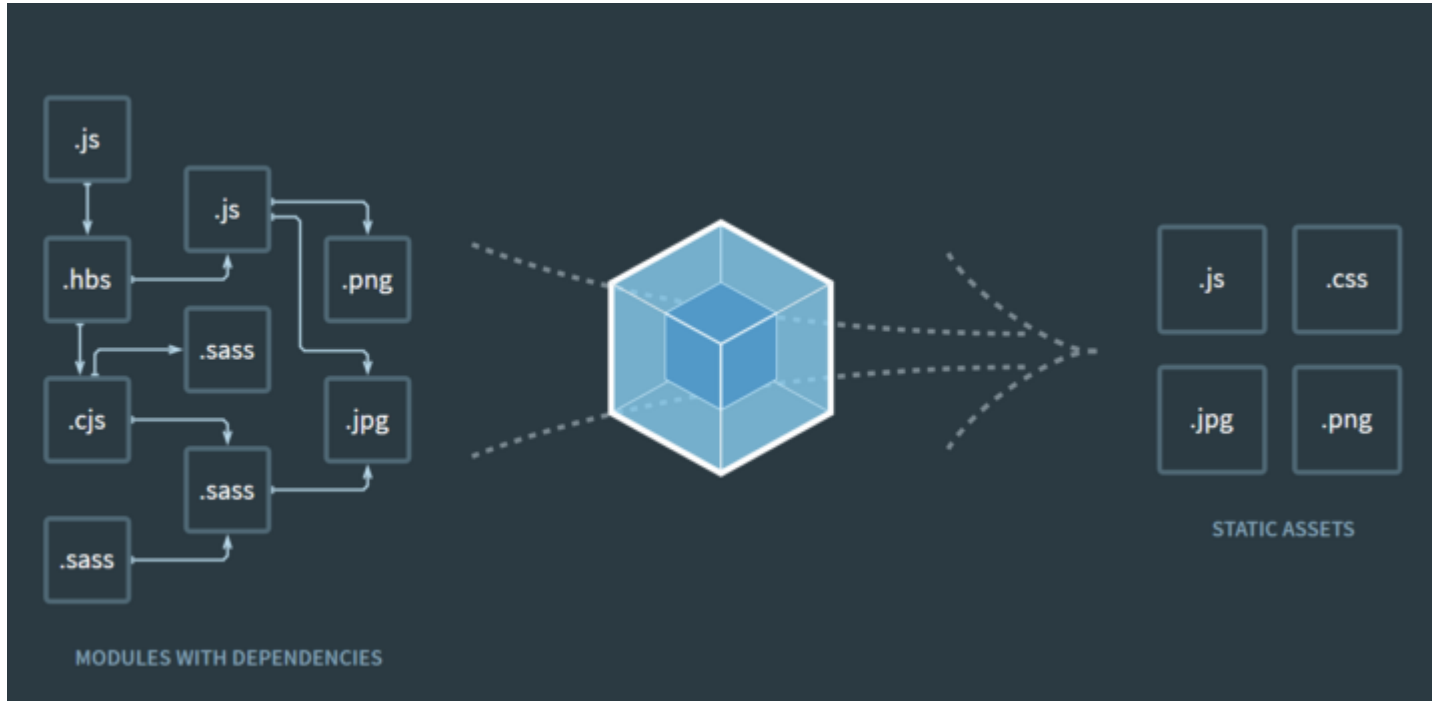 .js
.js
.hbs
.png
.sass
.cjs
.jpg
.sass
.sass
MODULES WITH DEPENDENCIES
.js
.css
.jpg
.png
STATIC ASSETS